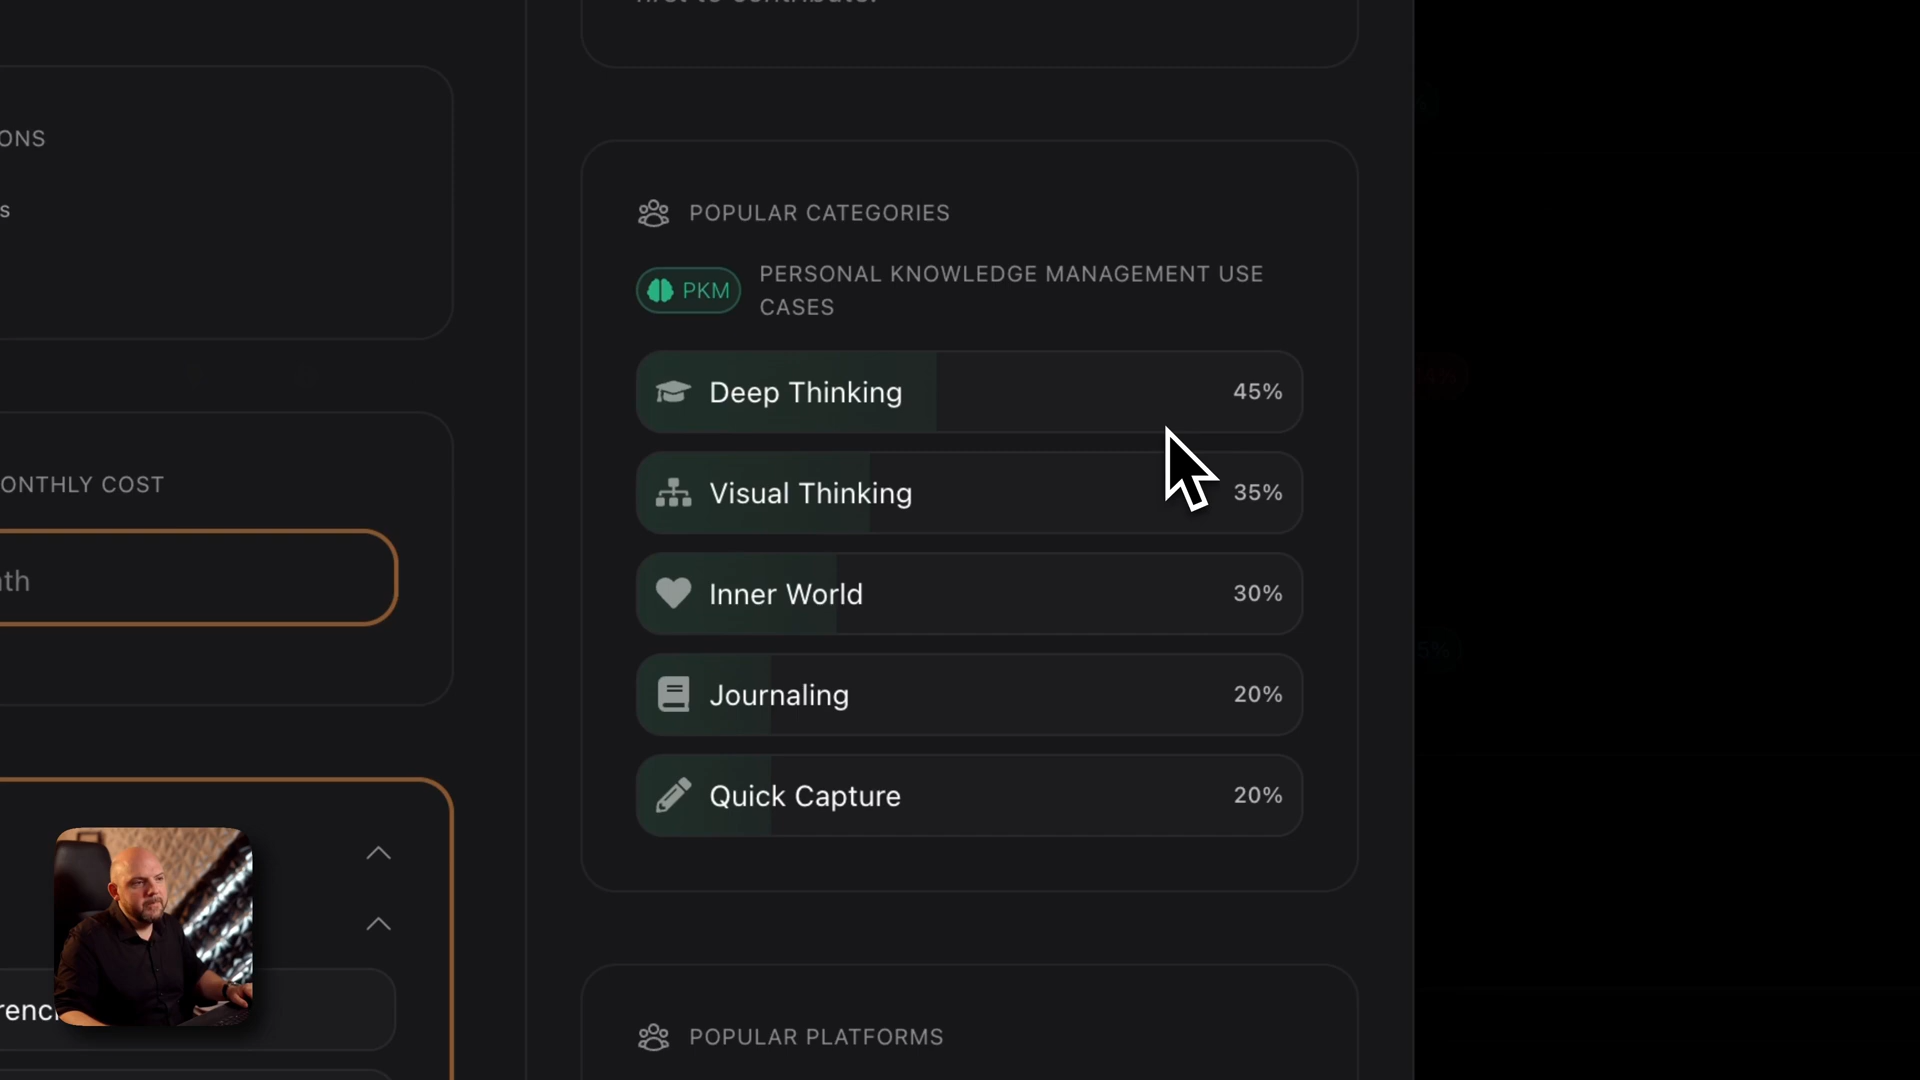 ONS
s
ONTHLY COST
POPULAR CATEGORIES
PKM
PERSONAL KNOWLEDGE MANAGEMENT USE
CASES
Deep Thinking
45%
Visual Thinking
35%
Inner World
30%
Journaling
20%
Quick Capture
20%
POPULAR PLATFORMS